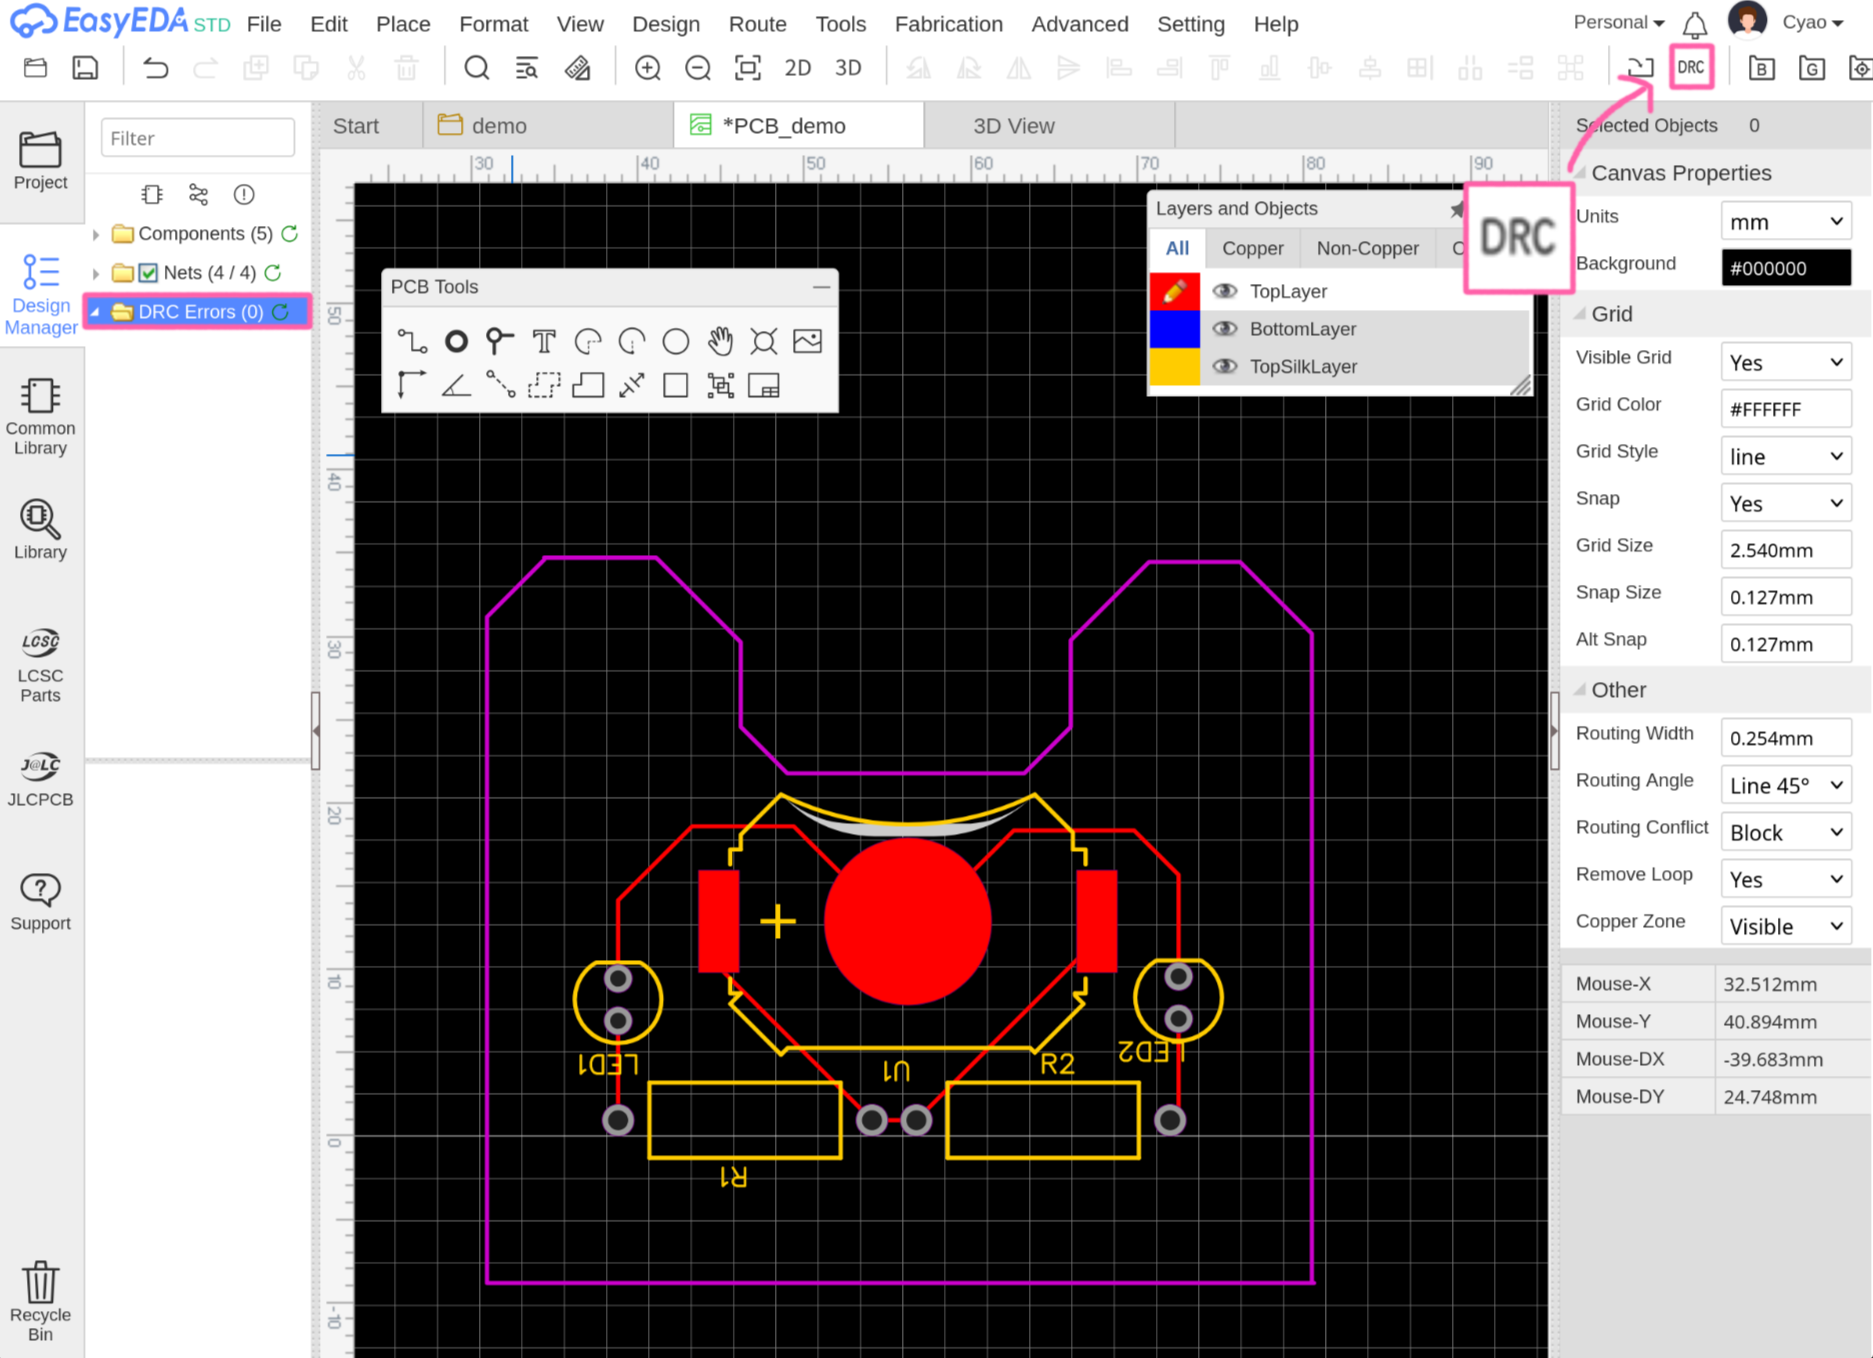 EasyEDA STD File Edit Place Format View Design Route Tools Fabrication Advanced Setting Help Personal Cyao
2D 3D DRC B G
Filter
Start demo *PCB_demo 3D View
Selected Objects 0
Project
Design
Manager
Common
Library
Library
LCSC
LCSC
Parts
J@LC
JLCPCB
Support
Recycle
Bin
Components (5)
Nets (4 / 4)
DRC Errors (0)
30 40 50 60 70 80 90
50
40
30
20
10
0
-10
PCB Tools
T
Layers and Objects
All Copper Non-Copper
TopLayer
BottomLayer
TopSilkLayer
DRC
LED1
U1
R2
LED2
R1
Canvas Properties
Units mm
Background #000000
Grid
Visible Grid Yes
Grid Color #FFFFFF
Grid Style line
Snap Yes
Grid Size 2.540mm
Snap Size 0.127mm
Alt Snap 0.127mm
Other
Routing Width 0.254mm
Routing Angle Line 45°
Routing Conflict Block
Remove Loop Yes
Copper Zone Visible
Mouse-X 32.512mm
Mouse-Y 40.894mm
Mouse-DX -39.683mm
Mouse-DY 24.748mm